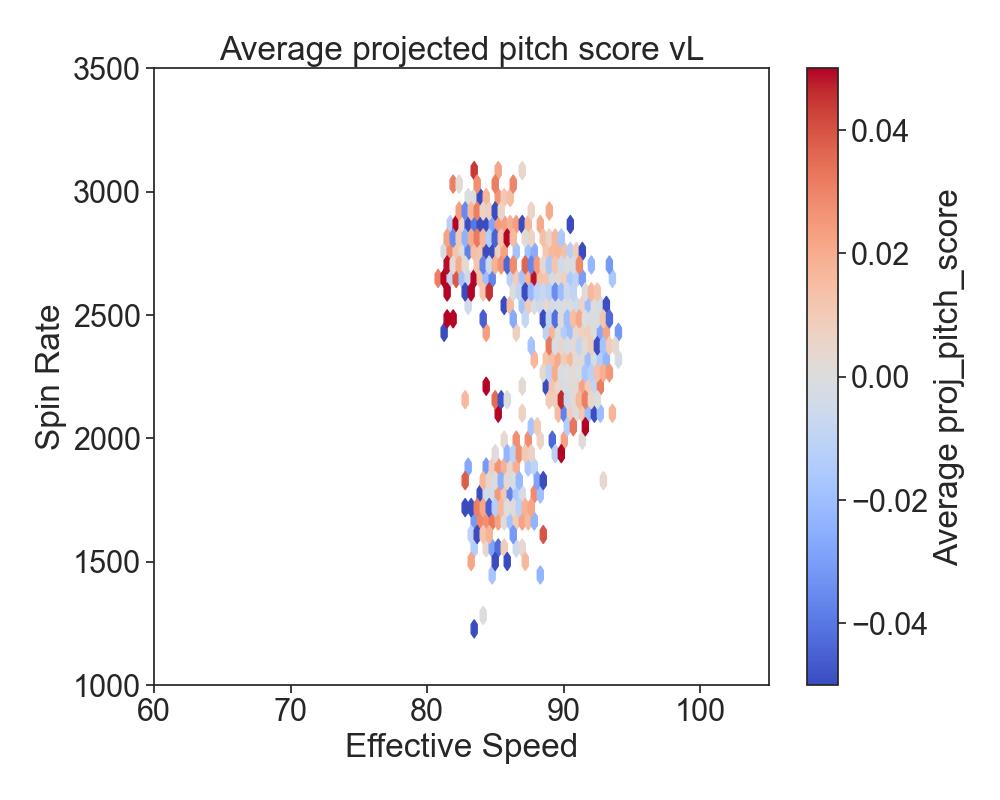 Average projected pitch score vL
3500
3000
2500
2000
1500
1000
Spin Rate
60 70 80 90 100
Effective Speed
0.04
0.02
0.00
−0.02
−0.04
Average proj_pitch_score